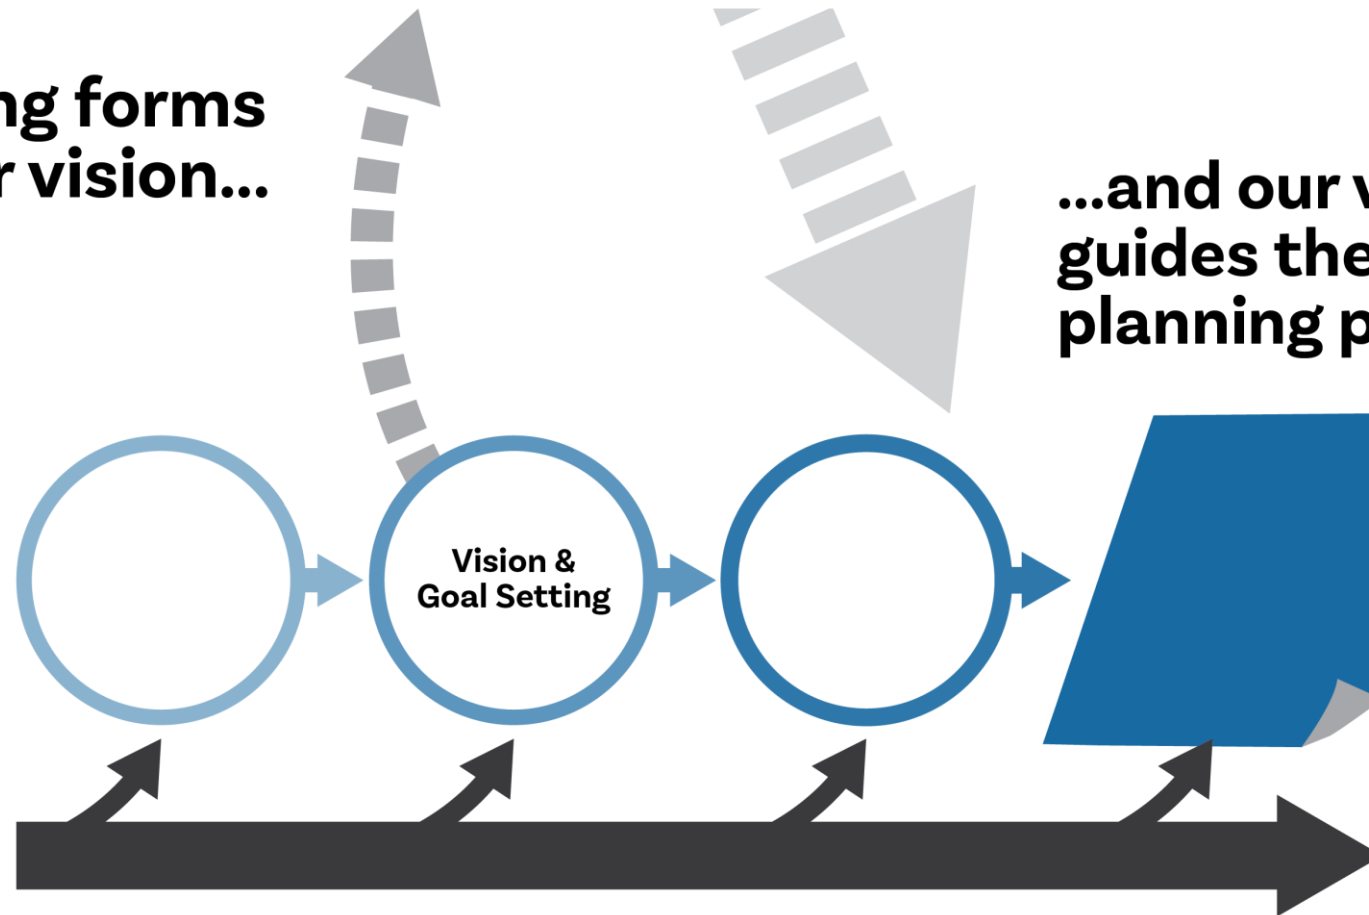 ng forms
r vision...
...and our v
guides the
planning p
Vision &
Goal Setting